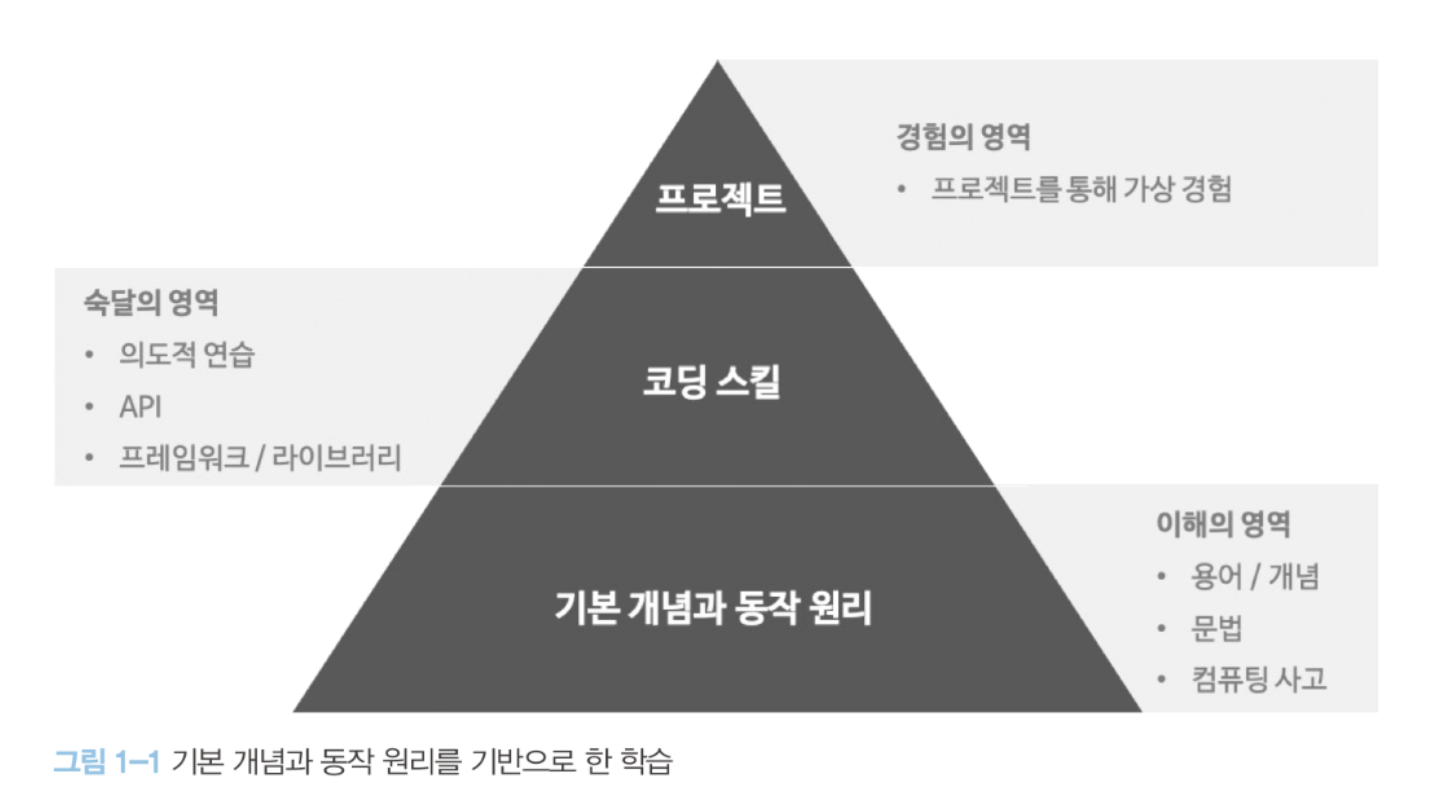 경험의 영역
• 프로젝트를 통해 가상 경험
프로젝트
숙달의 영역
• 의도적 연습
• API
• 프레임워크 / 라이브러리
코딩 스킬
이해의 영역
• 용어 / 개념
• 문법
• 컴퓨팅 사고
기본 개념과 동작 원리
그림 1-1 기본 개념과 동작 원리를 기반으로 한 학습